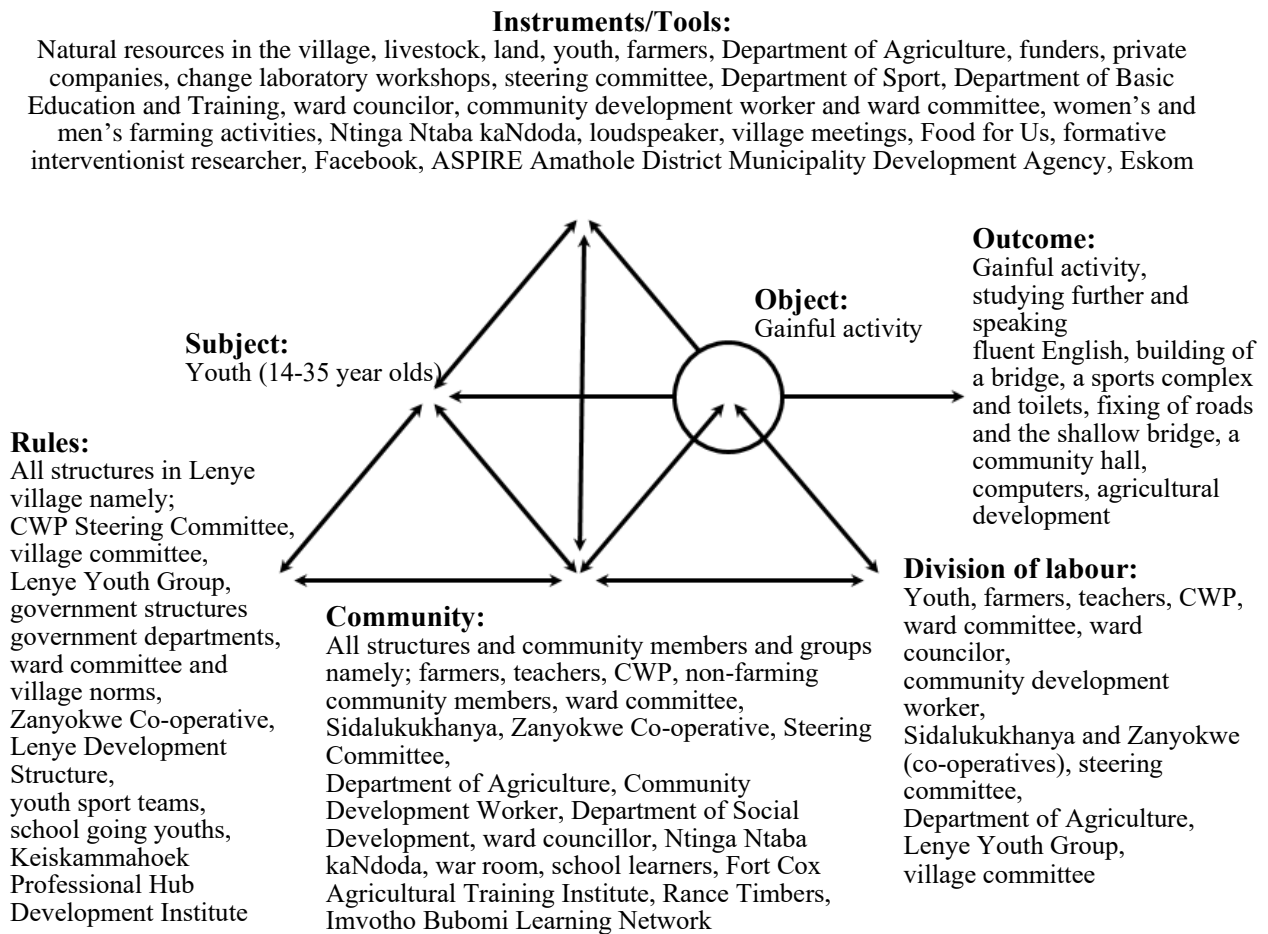 Instruments/Tools:
Natural resources in the village, livestock, land, youth, farmers, Department of Agriculture, funders, private
companies, change laboratory workshops, steering committee, Department of Sport, Department of Basic
Education and Training, ward councilor, community development worker and ward committee, women’s and
men’s farming activities, Ntinga Ntaba kaNdoda, loudspeaker, village meetings, Food for Us, formative
interventionist researcher, Facebook, ASPIRE Amathole District Municipality Development Agency, Eskom
Subject:
Youth (14-35 year olds)
Object:
Gainful activity
Outcome:
Gainful activity,
studying further and
speaking
fluent English, building of
a bridge, a sports complex
and toilets, fixing of roads
and the shallow bridge, a
community hall,
computers, agricultural
development
Rules:
All structures in Lenye
village namely;
CWP Steering Committee,
village committee,
Lenye Youth Group,
government structures
government departments,
ward committee and
village norms,
Zanyokwe Co-operative,
Lenye Development
Structure,
youth sport teams,
school going youths,
Keiskammahoek
Professional Hub
Development Institute
Community:
All structures and community members and groups
namely; farmers, teachers, CWP, non-farming
community members, ward committee,
Sidalukukhanya, Zanyokwe Co-operative, Steering
Committee,
Department of Agriculture, Community
Development Worker, Department of Social
Development, ward councillor, Ntinga Ntaba
kaNdoda, war room, school learners, Fort Cox
Agricultural Training Institute, Rance Timbers,
Imvotho Bubomi Learning Network
Division of labour:
Youth, farmers, teachers, CWP,
ward committee, ward
councilor,
community development
worker,
Sidalukukhanya and Zanyokwe
(co-operatives), steering
committee,
Department of Agriculture,
Lenye Youth Group,
village committee